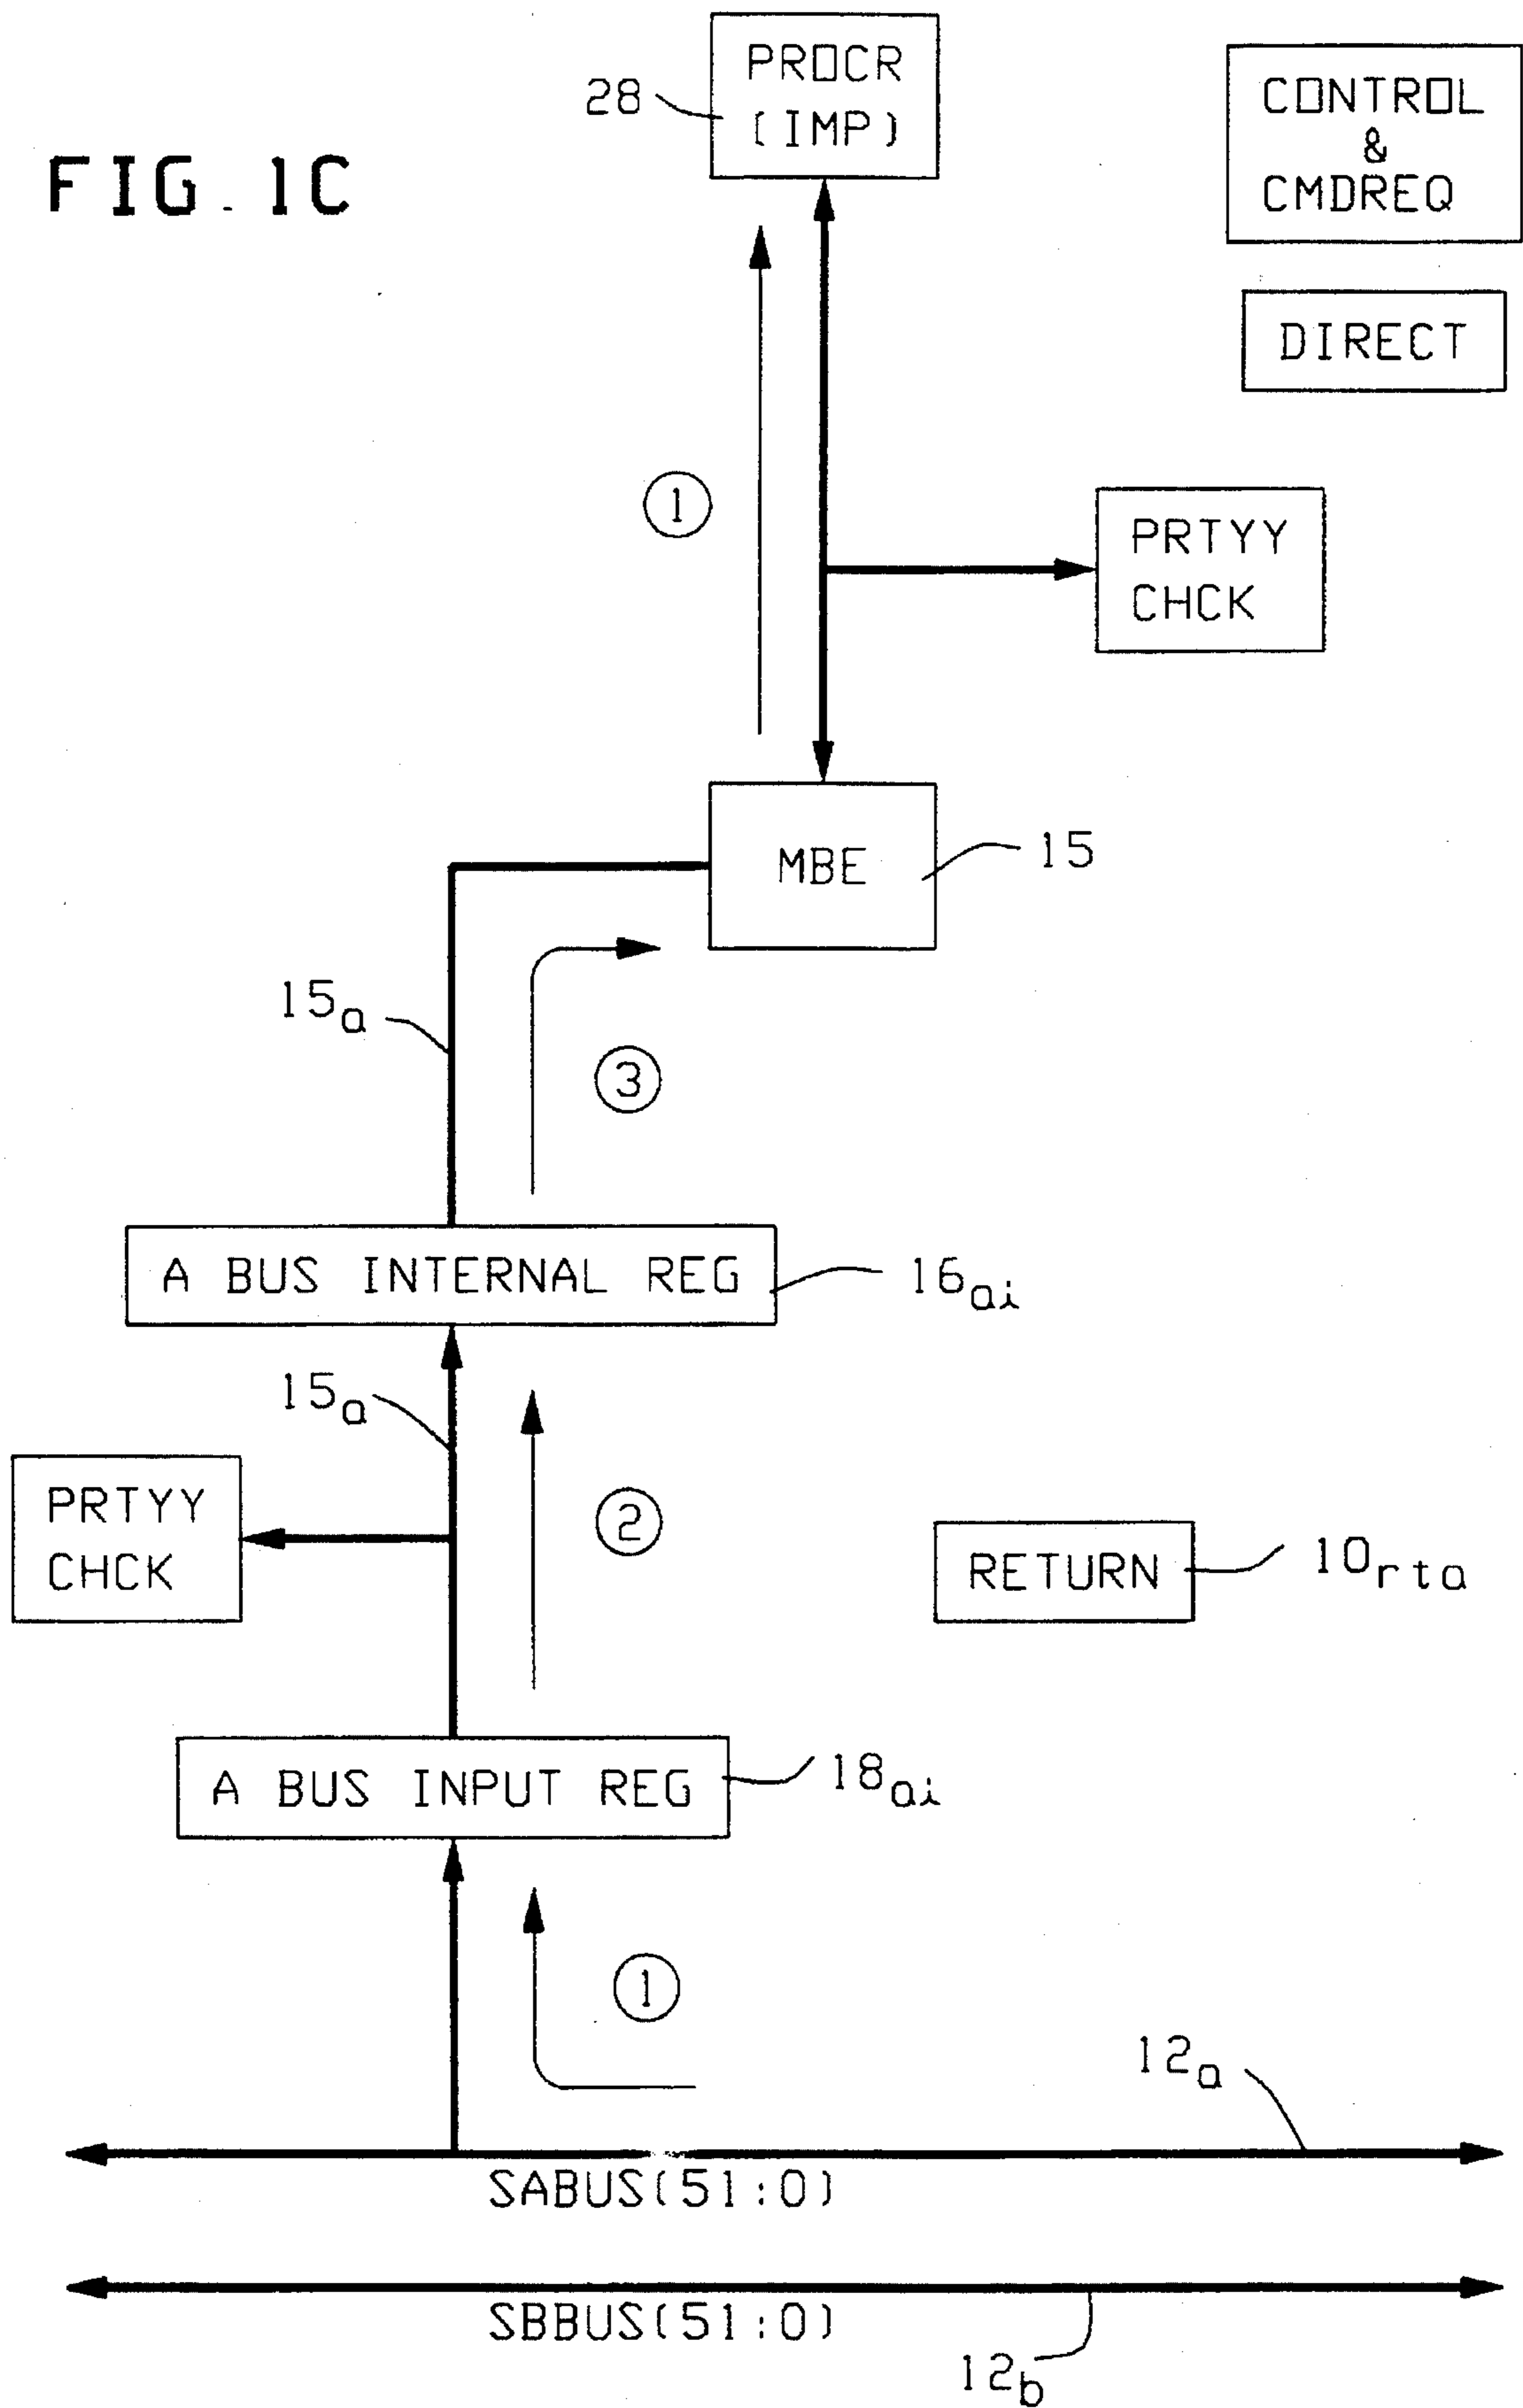 PROCR
(IMP)
28
CONTROL
&
CMDREQ
FIG. 1C
DIRECT
1
PRTYY
CHCK
MBE
15
15a
3
A BUS INTERNAL REG
16ai
15a
PRTYY
CHCK
2
RETURN
10rta
A BUS INPUT REG
18ai
1
12a
SABUS(51:0)
SBBUS(51:0)
12b